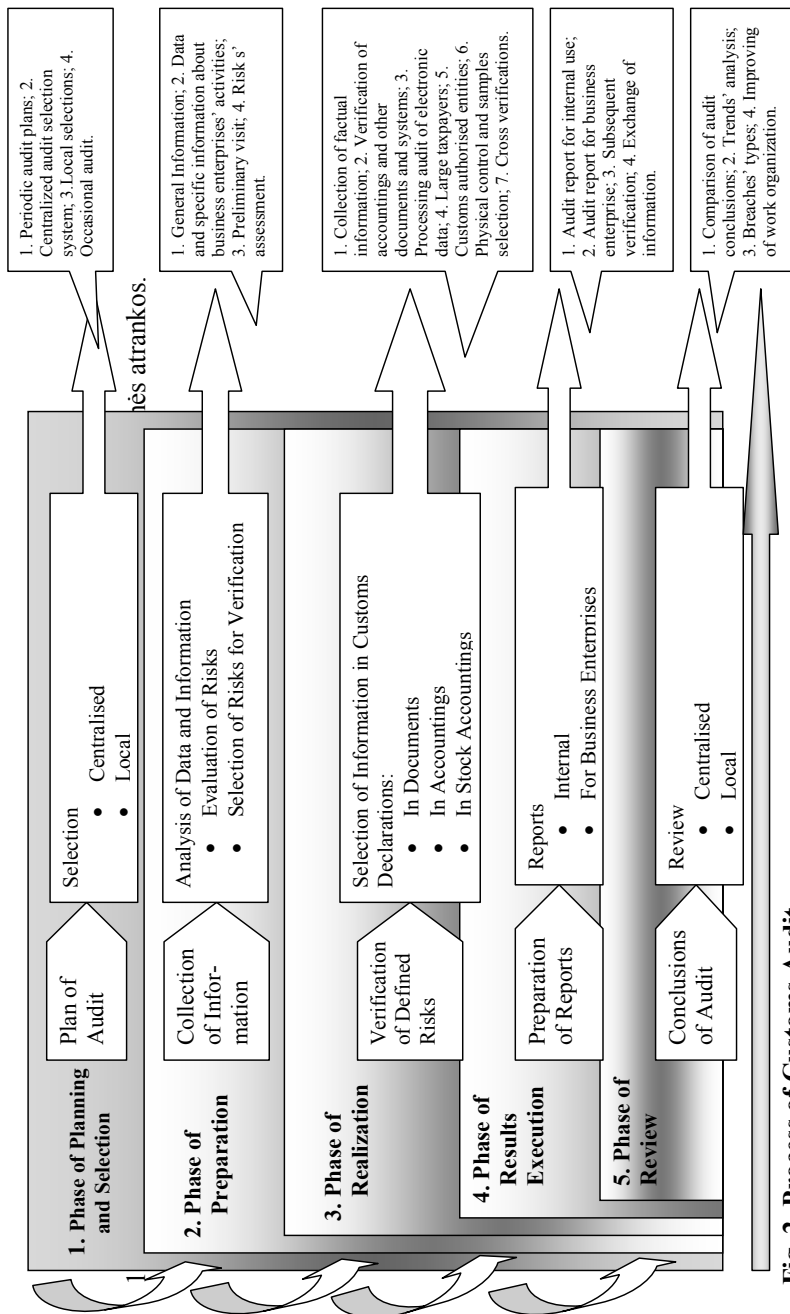 1. Phase of Planning
and Selection
Plan of
Audit
Selection
• Centralised
• Local
1. Periodic audit plans; 2.
Centralized audit selection
system; 3.Local selections; 4.
Occasional audit.
nės atrankos.
1
2. Phase of
Preparation
Collection
of Infor-
mation
Analysis of Data and Information
• Evaluation of Risks
• Selection of Risks for Verification
1. General Information; 2. Data
and specific information about
business enterprises' activities;
3. Preliminary visit; 4. Risk s'
assessment.
3. Phase of
Realization
Verification
of Defined
Risks
Selection of Information in Customs
Declarations:
• In Documents
• In Accountings
• In Stock Accountings
1. Collection of factual
information; 2. Verification of
accountings and other
documents and systems; 3.
Processing audit of electronic
data; 4. Large taxpayers; 5.
Customs authorised entities; 6.
Physical control and samples
selection; 7. Cross verifications.
4. Phase of
Results
Execution
Preparation
of Reports
Reports
• Internal
• For Business Enterprises
1. Audit report for internal use;
2. Audit report for business
enterprise; 3. Subsequent
verification; 4. Exchange of
information.
5. Phase of
Review
Conclusions
of Audit
Review
• Centralised
• Local
1. Comparison of audit
conclusions; 2. Trends' analysis;
3. Breaches' types; 4. Improving
of work organization.
Fig. 2. Process of Customs Audit